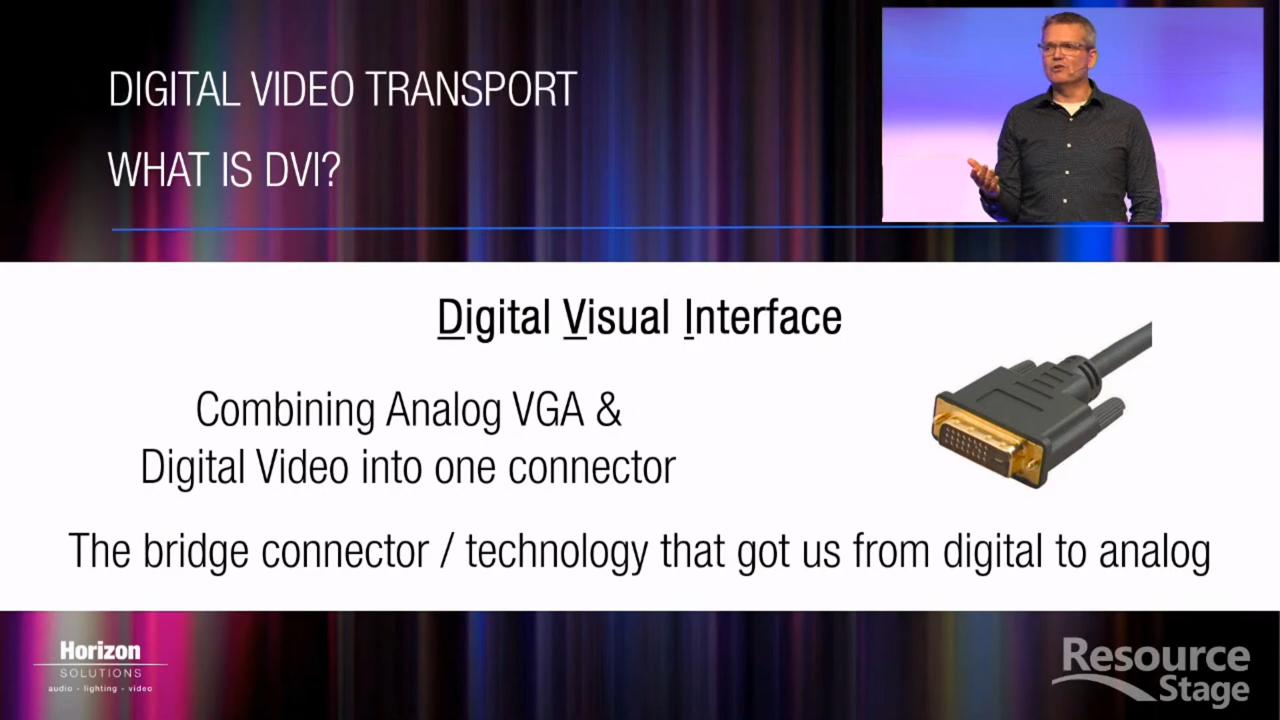 DIGITAL VIDEO TRANSPORT
WHAT IS DVI?
Digital Visual Interface
Combining Analog VGA &
Digital Video into one connector
The bridge connector / technology that got us from digital to analog
Horizon
SOLUTIONS
audio - lighting - video
Resource
Stage